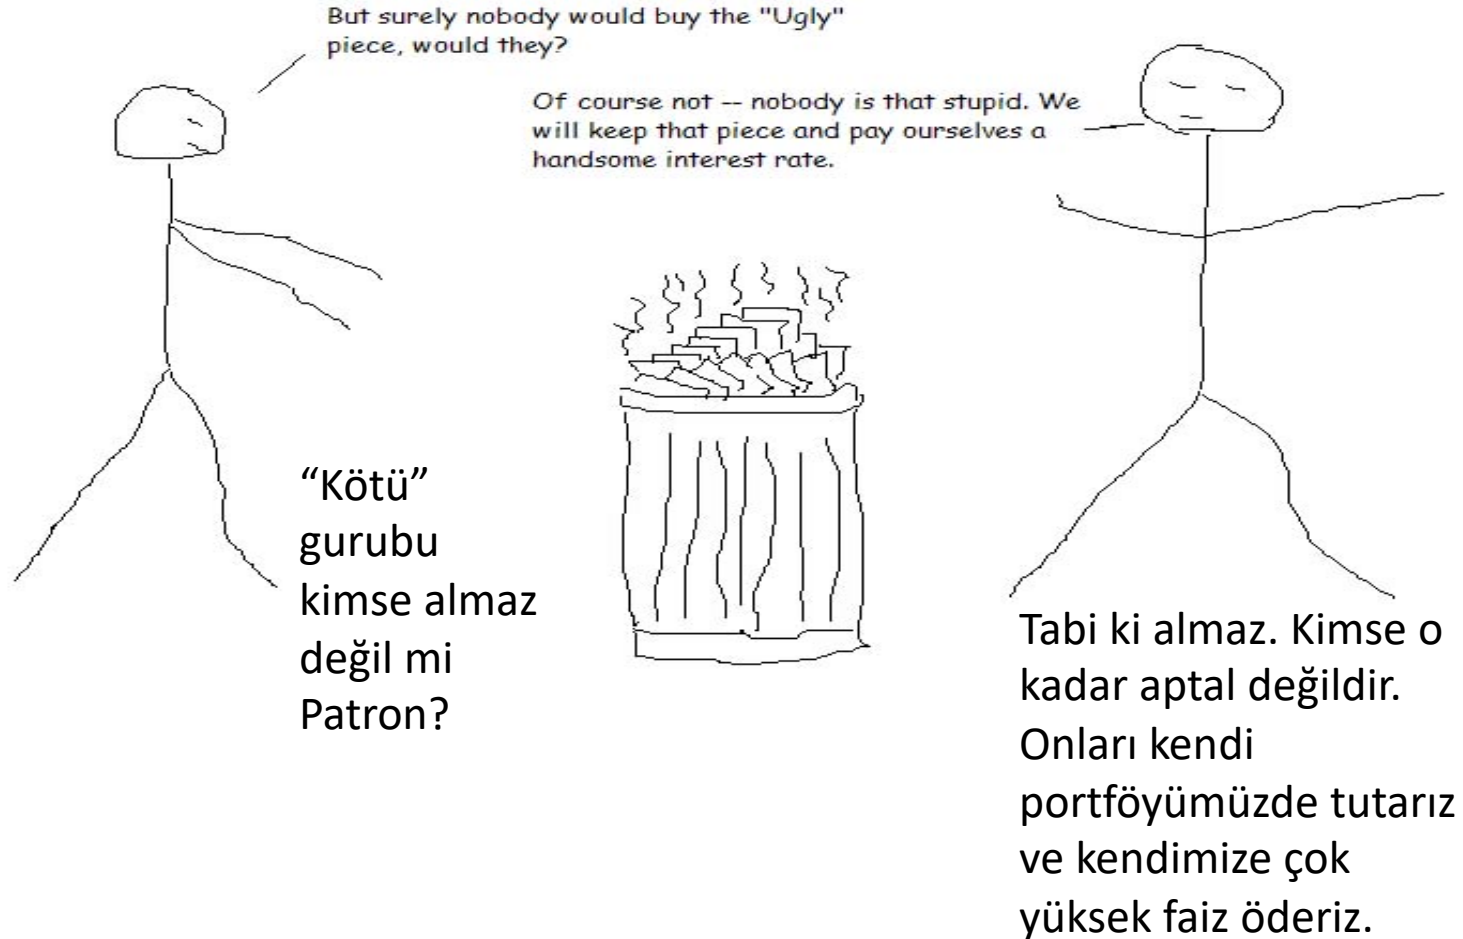 But surely nobody would buy the "Ugly"
piece, would they?
Of course not -- nobody is that stupid. We
will keep that piece and pay ourselves a
handsome interest rate.
“Kötü”
gurubu
kimse almaz
değil mi
Patron?
Tabi ki almaz. Kimse o
kadar aptal değildir.
Onları kendi
portföyümüzde tutarız
ve kendimize çok
yüksek faiz öderiz.